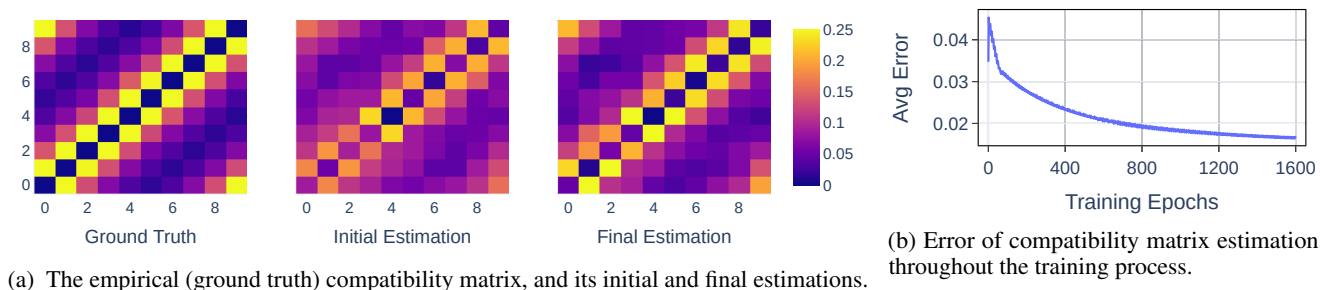 8
6
4
2
0
0 2 4 6 8
Ground Truth
0 2 4 6 8
Initial Estimation
0 2 4 6 8
Final Estimation
0.25
0.2
0.15
0.1
0.05
0
(a) The empirical (ground truth) compatibility matrix, and its initial and final estimations.
Avg Error
0.04
0.03
0.02
0 400 800 1200 1600
Training Epochs
(b) Error of compatibility matrix estimation
throughout the training process.